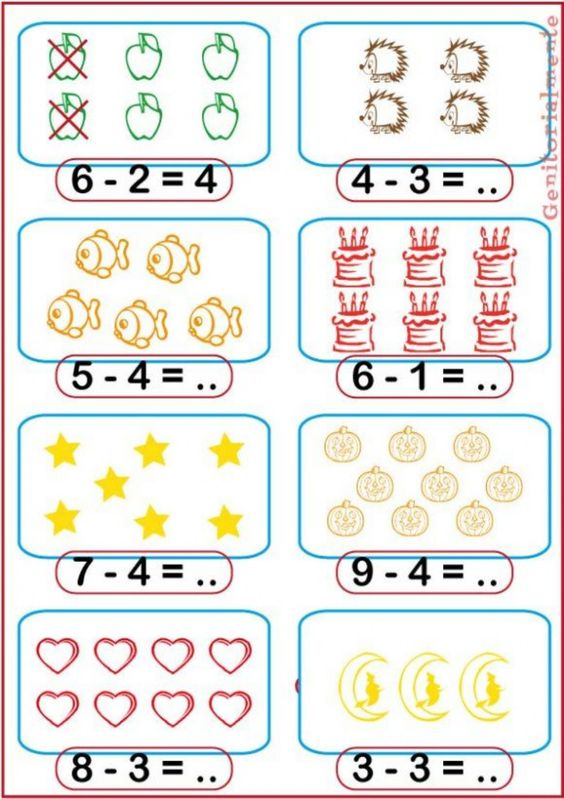 Genitorialmente
6 - 2 = 4
4 - 3 = ..
5 - 4 = ..
6 - 1 = ..
7 - 4 = ..
9 - 4 = ..
8 - 3 = ..
3 - 3 = ..